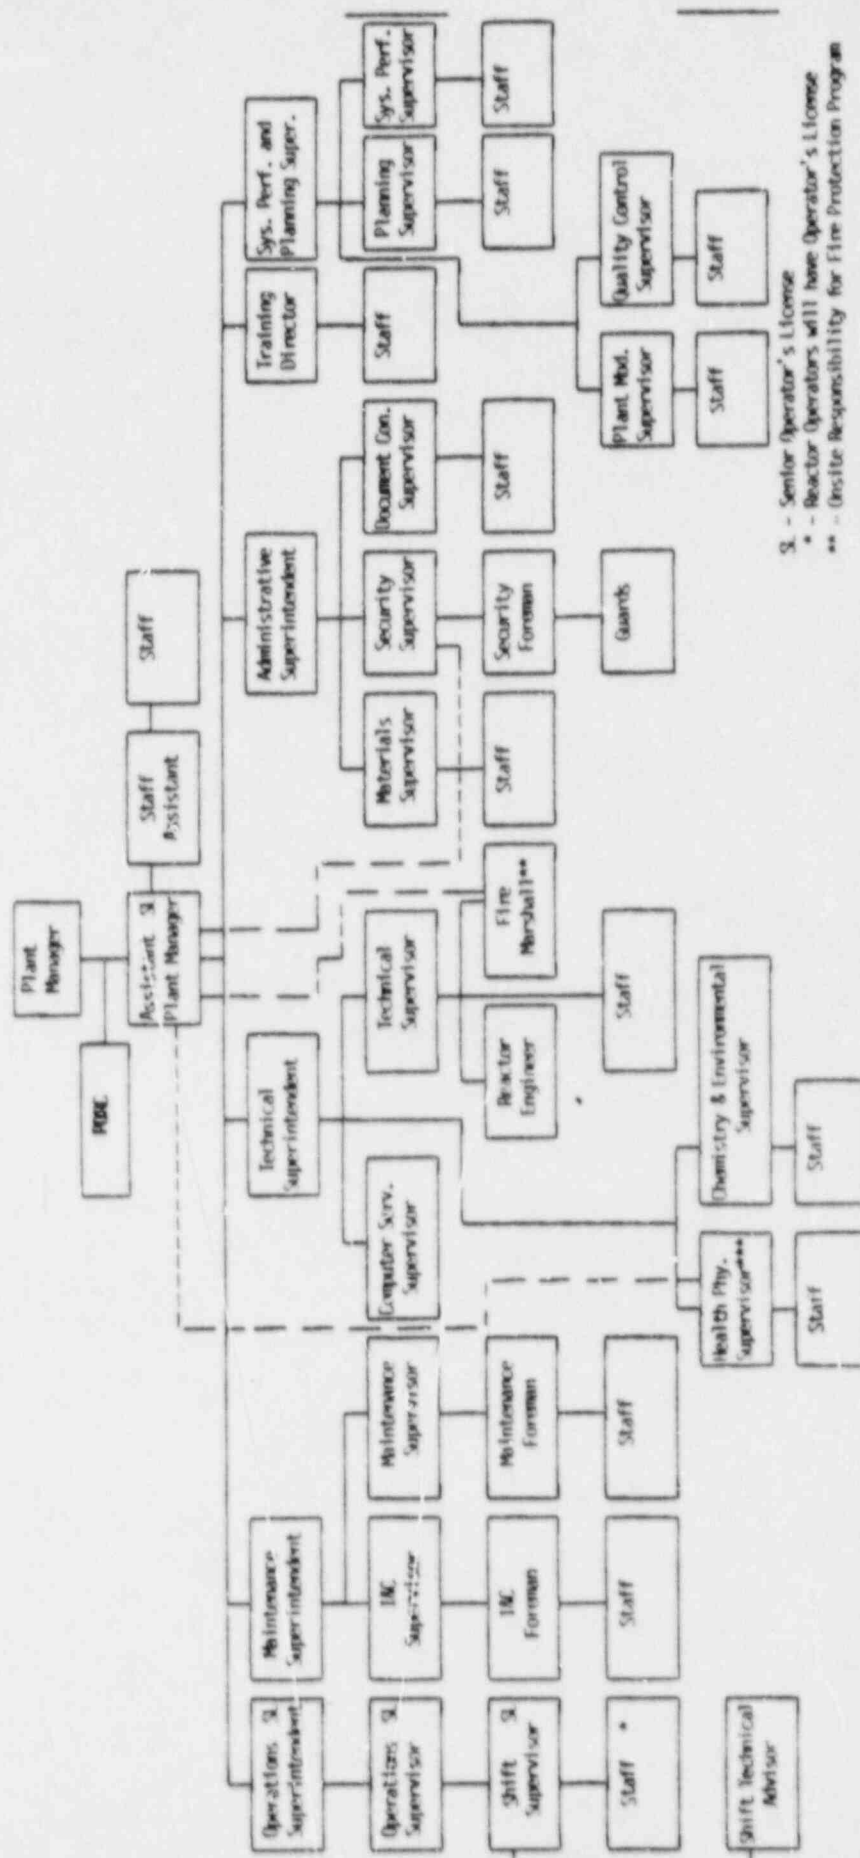 Plant
Manager
Assistant SL
Plant Manager
Staff
Assistant
Staff
Operations SL
Superintendent
Maintenance
Superintendent
Technical
Superintendent
Administrative
Superintendent
Training
Director
Sys. Perf. and
Planning Super.
Operations SL
Supervisor
I&C
Supervisor
Maintenance
Supervisor
Computer Serv.
Supervisor
Technical
Supervisor
Materials
Supervisor
Security
Supervisor
Document Con.
Supervisor
Staff
Planning
Supervisor
Sys. Perf.
Supervisor
Shift SL
Supervisor
I&C
Foreman
Maintenance
Foreman
Reactor
Engineer
Fire
Marshall**
Staff
Security
Foreman
Staff
Staff
Staff
Staff *
Staff
Staff
Staff
Guards
Plant Mod.
Supervisor
Quality Control
Supervisor
Health Phy.
Supervisor***
Chemistry & Environmental
Supervisor
Staff
Staff
Shift Technical
Advisor
Staff
Staff
SL - Senior Operator's License
* - Reactor Operators will have Operator's License
** - Onsite Responsibility for Fire Protection Program